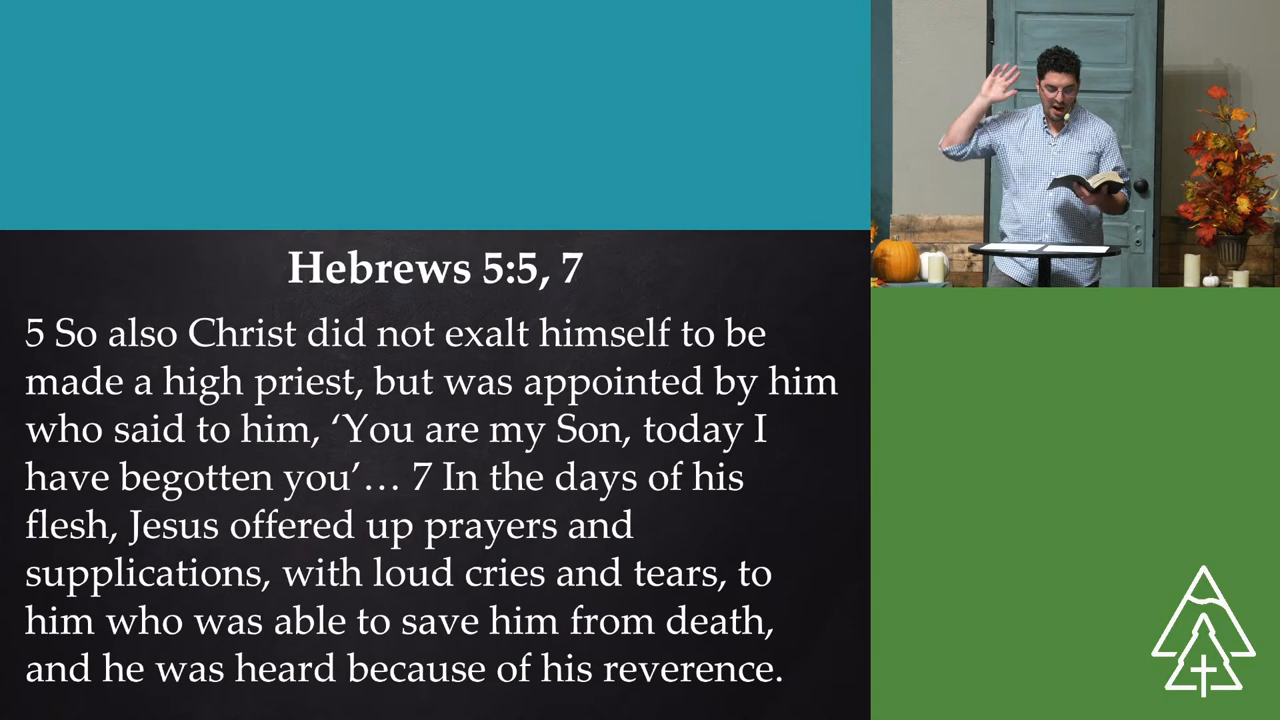 Hebrews 5:5, 7
5 So also Christ did not exalt himself to be
made a high priest, but was appointed by him
who said to him, ‘You are my Son, today I
have begotten you’… 7 In the days of his
flesh, Jesus offered up prayers and
supplications, with loud cries and tears, to
him who was able to save him from death,
and he was heard because of his reverence.